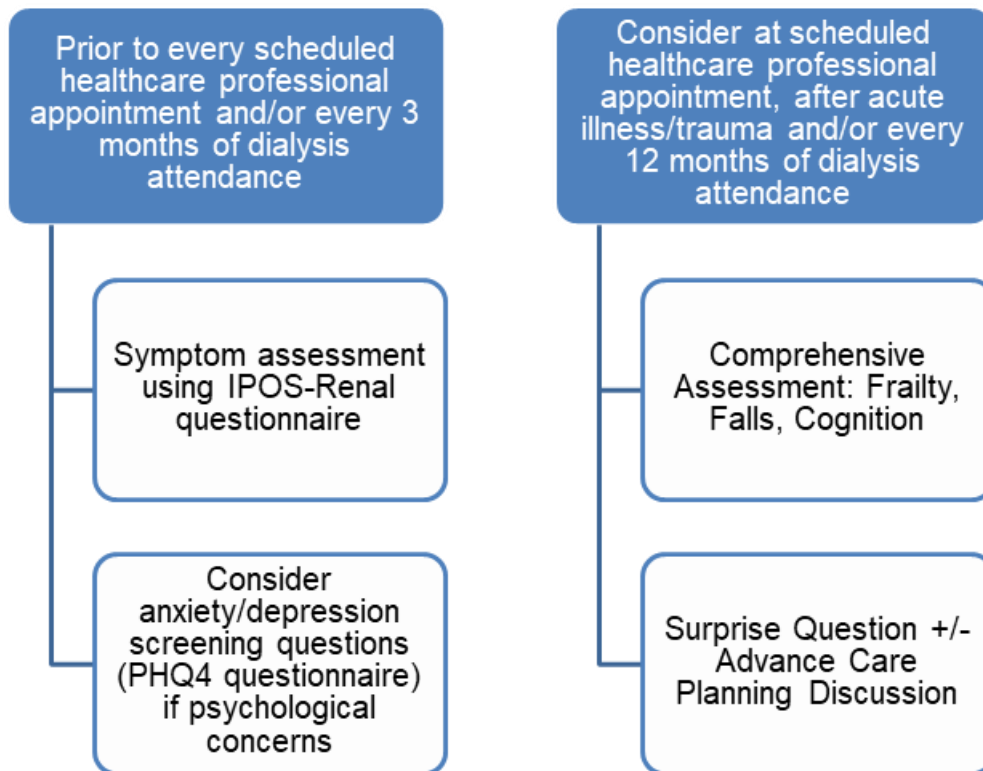 Prior to every scheduled
healthcare professional
appointment and/or every 3
months of dialysis
attendance
Symptom assessment
using IPOS-Renal
questionnaire
Consider
anxiety/depression
screening questions
(PHQ4 questionnaire)
if psychological
concerns
Consider at scheduled
healthcare professional
appointment, after acute
illness/trauma and/or every
12 months of dialysis
attendance
Comprehensive
Assessment: Frailty,
Falls, Cognition
Surprise Question +/-
Advance Care
Planning Discussion